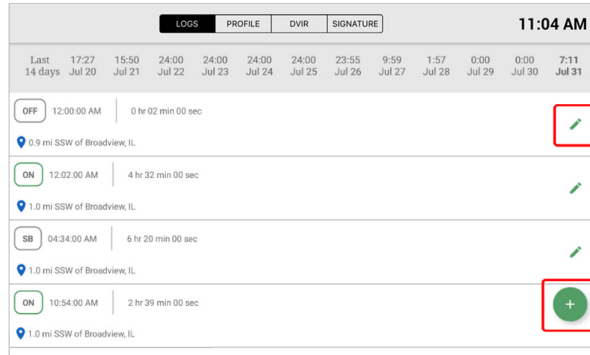 LOGS PROFILE DVIR SIGNATURE 11:04 AM
Last 17:27 15:50 24:00 24:00 24:00 24:00 23:55 9:59 1:57 0:00 0:00 7:11
14 days Jul 20 Jul 21 Jul 22 Jul 23 Jul 24 Jul 25 Jul 26 Jul 27 Jul 28 Jul 29 Jul 30 Jul 31
OFF 12:00:00 AM 0 hr 02 min 00 sec
0.9 mi SSW of Broadview, IL
ON 12:02:00 AM 4 hr 32 min 00 sec
1.0 mi SSW of Broadview, IL
SB 04:34:00 AM 6 hr 20 min 00 sec
1.0 mi SSW of Broadview, IL
ON 10:54:00 AM 2 hr 39 min 00 sec
1.0 mi SSW of Broadview, IL